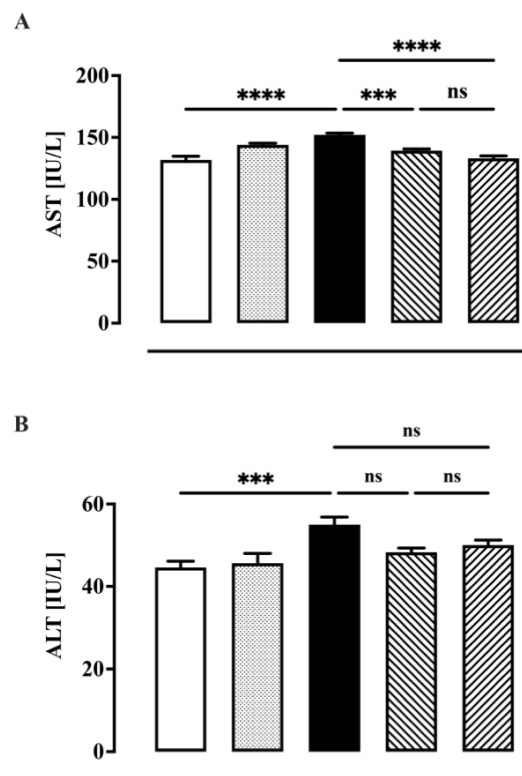 A
****
**** *** ns
200
150
100
50
0
AST [IU/L]
B
ns
*** ns ns
60
40
20
0
ALT [IU/L]